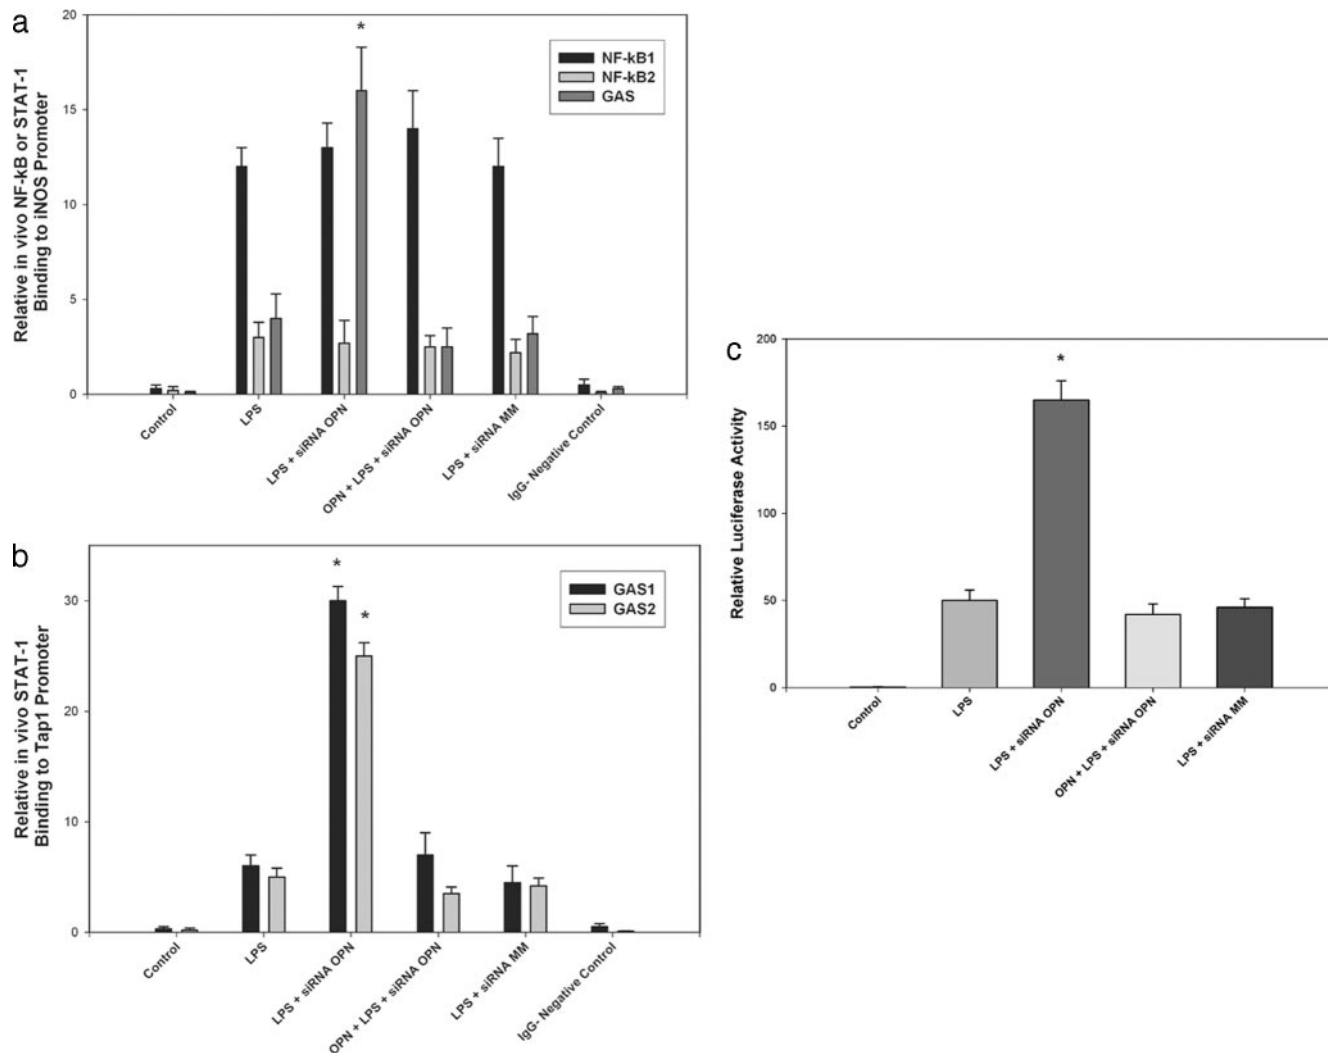 a
Relative in vivo NF-kB or STAT-1
Binding to iNOS Promoter
20
15
10
5
0
*
NF-kB1
NF-kB2
GAS
Control
LPS
LPS + siRNA OPN
OPN + LPS + siRNA OPN
LPS + siRNA MM
IgG- Negative Control
b
Relative in vivo STAT-1
Binding to Tap1 Promoter
30
20
10
0
*
*
GAS1
GAS2
Control
LPS
LPS + siRNA OPN
OPN + LPS + siRNA OPN
LPS + siRNA MM
IgG- Negative Control
c
Relative Luciferase Activity
200
150
100
50
0
*
Control
LPS
LPS + siRNA OPN
OPN + LPS + siRNA OPN
LPS + siRNA MM